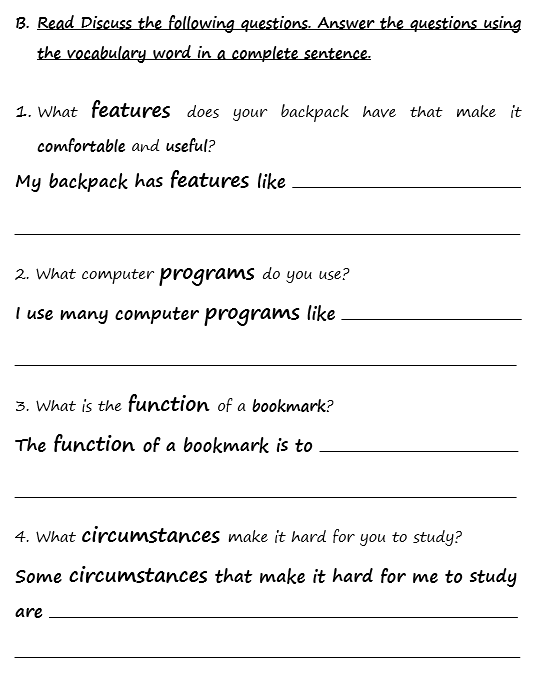 B. Read Discuss the following questions. Answer the questions using
the vocabulary word in a complete sentence.
1. What features does your backpack have that make it
comfortable and useful?
My backpack has features like
2. What computer programs do you use?
I use many computer programs like
3. What is the function of a bookmark?
The function of a bookmark is to
4. What circumstances make it hard for you to study?
Some circumstances that make it hard for me to study
are